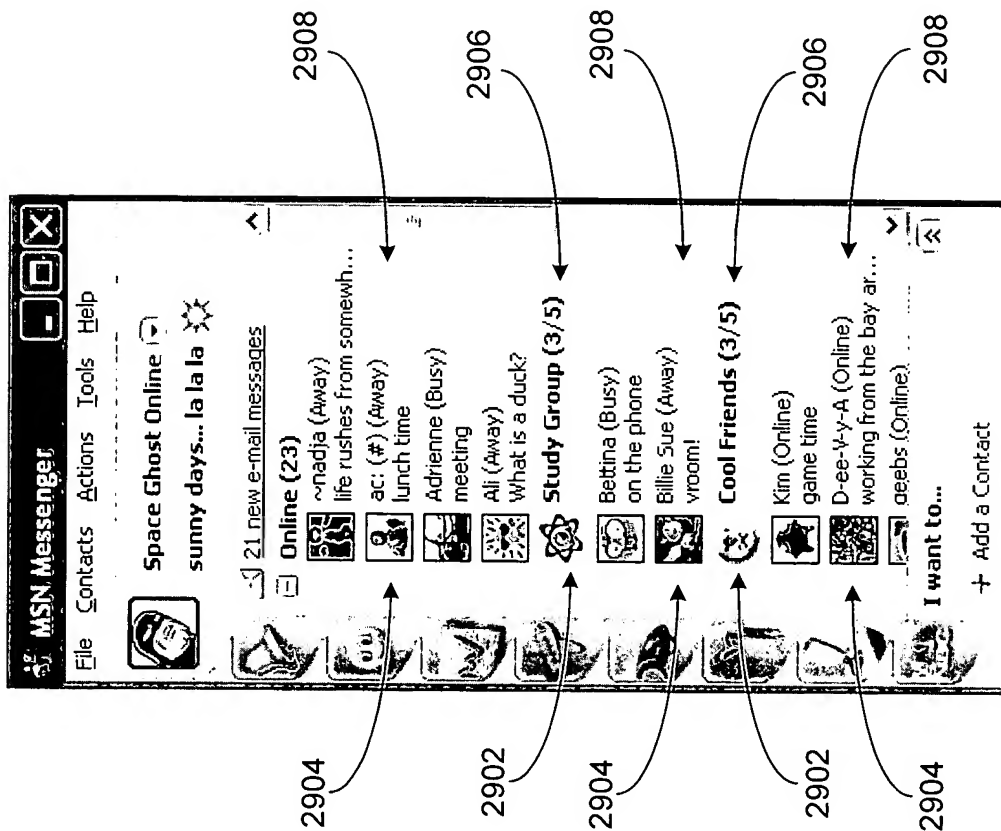 MSN Messenger
File Contacts Actions Tools Help
Space Ghost Online
sunny days... la la la
21 new e-mail messages
Online (23)
~nadja (Away)
life rushes from somewh...
2904
2908
ac: (#) (Away)
lunch time
Adrienne (Busy)
meeting
Ali (Away)
What is a duck?
2902
Study Group (3/5)
2906
Bettina (Busy)
on the phone
2904
Billie Sue (Away)
vroom!
2908
2902
Cool Friends (3/5)
2906
Kim (Online)
game time
2904
D-ee-V-y-A (Online)
working from the bay ar...
2908
geebs (Online)
I want to...
+ Add a Contact